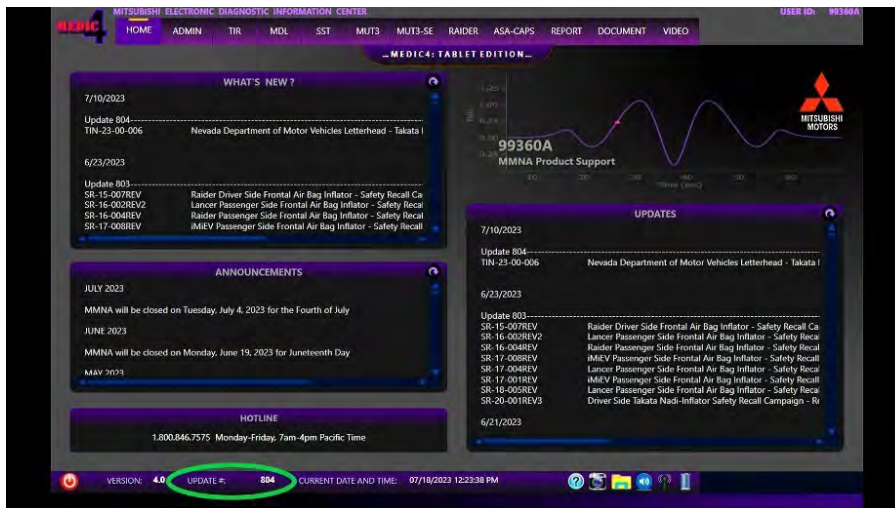 MITSUBISHI ELECTRONIC DIAGNOSTIC INFORMATION CENTER
USER ID: 99360A
MEDIC 4
HOME ADMIN TIR MDL SST MUT3 MUT3-SE RAIDER ASA-CAPS REPORT DOCUMENT VIDEO
...MEDIC4: TABLET EDITION...
WHAT'S NEW ?
7/10/2023
Update 804
TIN-23-00-006 Nevada Department of Motor Vehicles Letterhead - Takata
6/23/2023
Update 803
SR-15-007REV Raider Driver Side Frontal Air Bag Inflator - Safety Recall Ca
SR-16-002REV2 Lancer Passenger Side Frontal Air Bag Inflator - Safety Recal
SR-16-004REV Raider Passenger Side Frontal Air Bag Inflator - Safety Recal
SR-17-008REV iMiEV Passenger Side Frontal Air Bag Inflator - Safety Recall
ANNOUNCEMENTS
JULY 2023
MMNA will be closed on Tuesday, July 4, 2023 for the Fourth of July
JUNE 2023
MMNA will be closed on Monday, June 19, 2023 for Juneteenth Day
MAY 2023
HOTLINE
1.800.846.7575 Monday-Friday, 7am-4pm Pacific Time
99360A
MMNA Product Support
Time (ms)
MITSUBISHI
MOTORS
UPDATES
7/10/2023
Update 804
TIN-23-00-006 Nevada Department of Motor Vehicles Letterhead - Takata
6/23/2023
Update 803
SR-15-007REV Raider Driver Side Frontal Air Bag Inflator - Safety Recall Ca
SR-16-002REV2 Lancer Passenger Side Frontal Air Bag Inflator - Safety Recal
SR-16-004REV Raider Passenger Side Frontal Air Bag Inflator - Safety Recal
SR-17-008REV iMiEV Passenger Side Frontal Air Bag Inflator - Safety Recall
SR-17-004REV Lancer Passenger Side Frontal Air Bag Inflator - Safety Recal
SR-17-001REV iMiEV Passenger Side Frontal Air Bag Inflator - Safety Recall
SR-18-005REV Lancer Passenger Side Frontal Air Bag Inflator - Safety Recal
SR-20-001REV3 Driver Side Takata Nadi-Inflator Safety Recall Campaign - Re
6/21/2023
VERSION: 4.0 UPDATE #: 804 CURRENT DATE AND TIME: 07/18/2023 12:23:38 PM